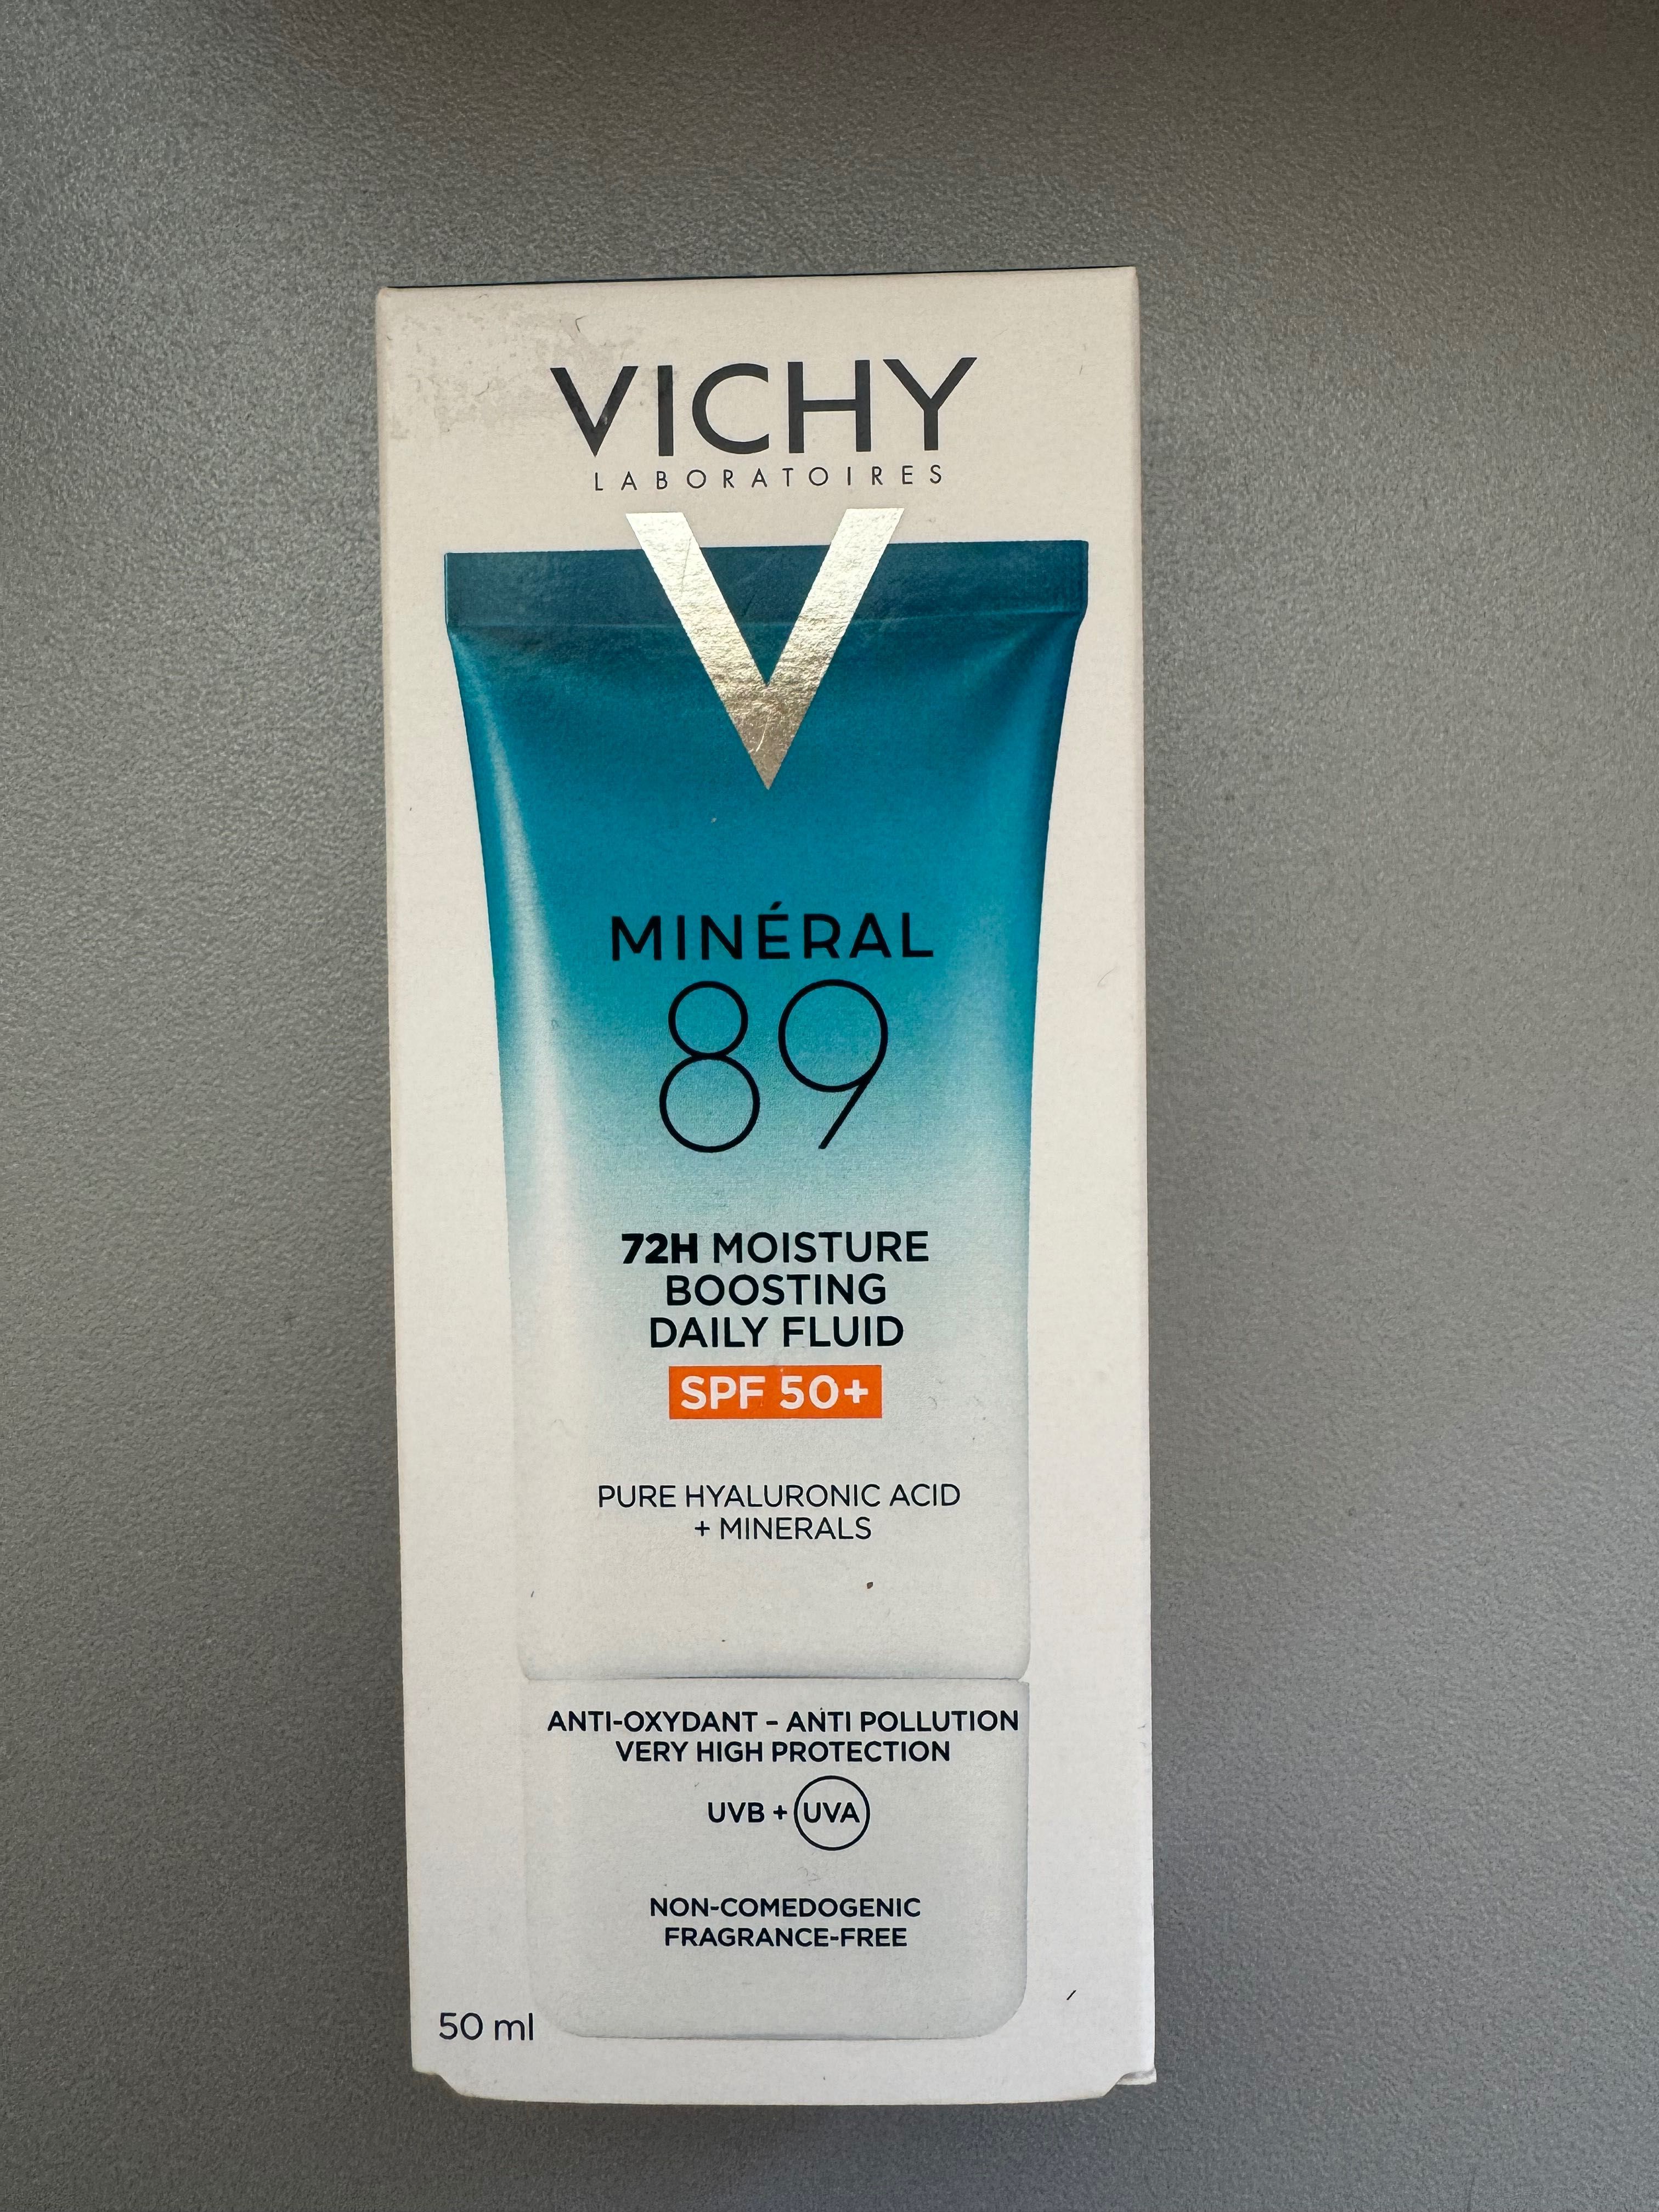 VICHY
LABORATOIRES
V
MINÉRAL
89
72H MOISTURE
BOOSTING
DAILY FLUID
SPF 50+
PURE HYALURONIC ACID
+ MINERALS
ANTI-OXYDANT – ANTI POLLUTION
VERY HIGH PROTECTION
UVB + UVA
NON-COMEDOGENIC
FRAGRANCE-FREE
50 ml